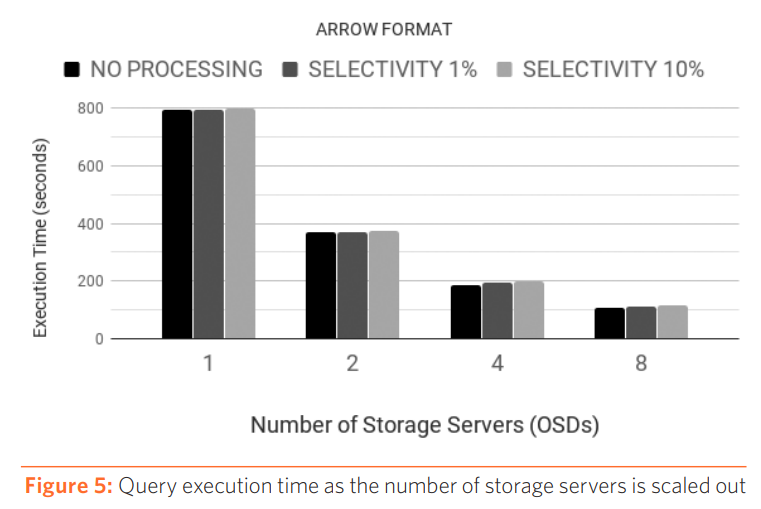 ARROW FORMAT
NO PROCESSING SELECTIVITY 1% SELECTIVITY 10%
Execution Time (seconds)
800
600
400
200
0
1 2 4 8
Number of Storage Servers (OSDs)
Figure 5: Query execution time as the number of storage servers is scaled out